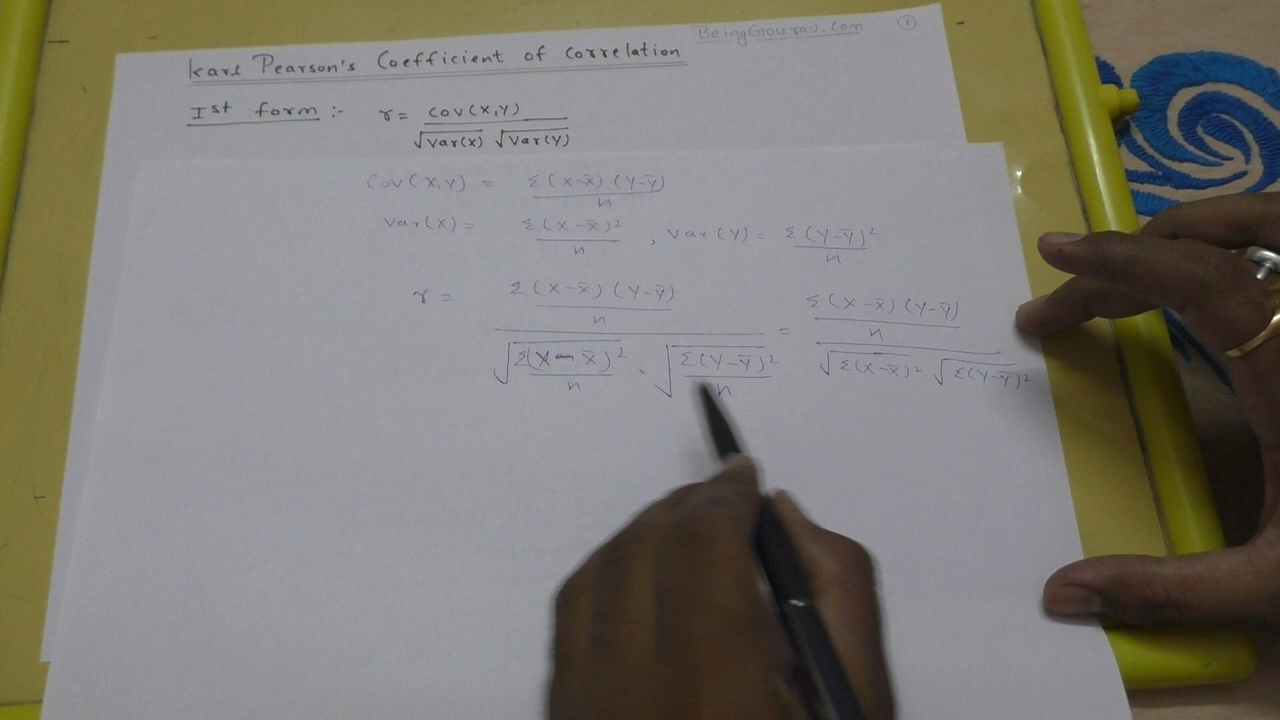 BeingGourav.com ①
Karl Pearson's Coefficient of Correlation
Ist form :- r = Cov(X,Y) / √Var(X) √Var(Y)
Cov(X,Y) = Σ(X-X̄)(Y-Ȳ) / n
Var(X) = Σ(X-X̄)² / n , Var(Y) = Σ(Y-Ȳ)² / n
r = Σ(X-X̄)(Y-Ȳ) / n / √Σ(X-X̄)² / n . √Σ(Y-Ȳ)² / n = Σ(X-X̄)(Y-Ȳ) / n / √Σ(X-X̄)² √Σ(Y-Ȳ)²